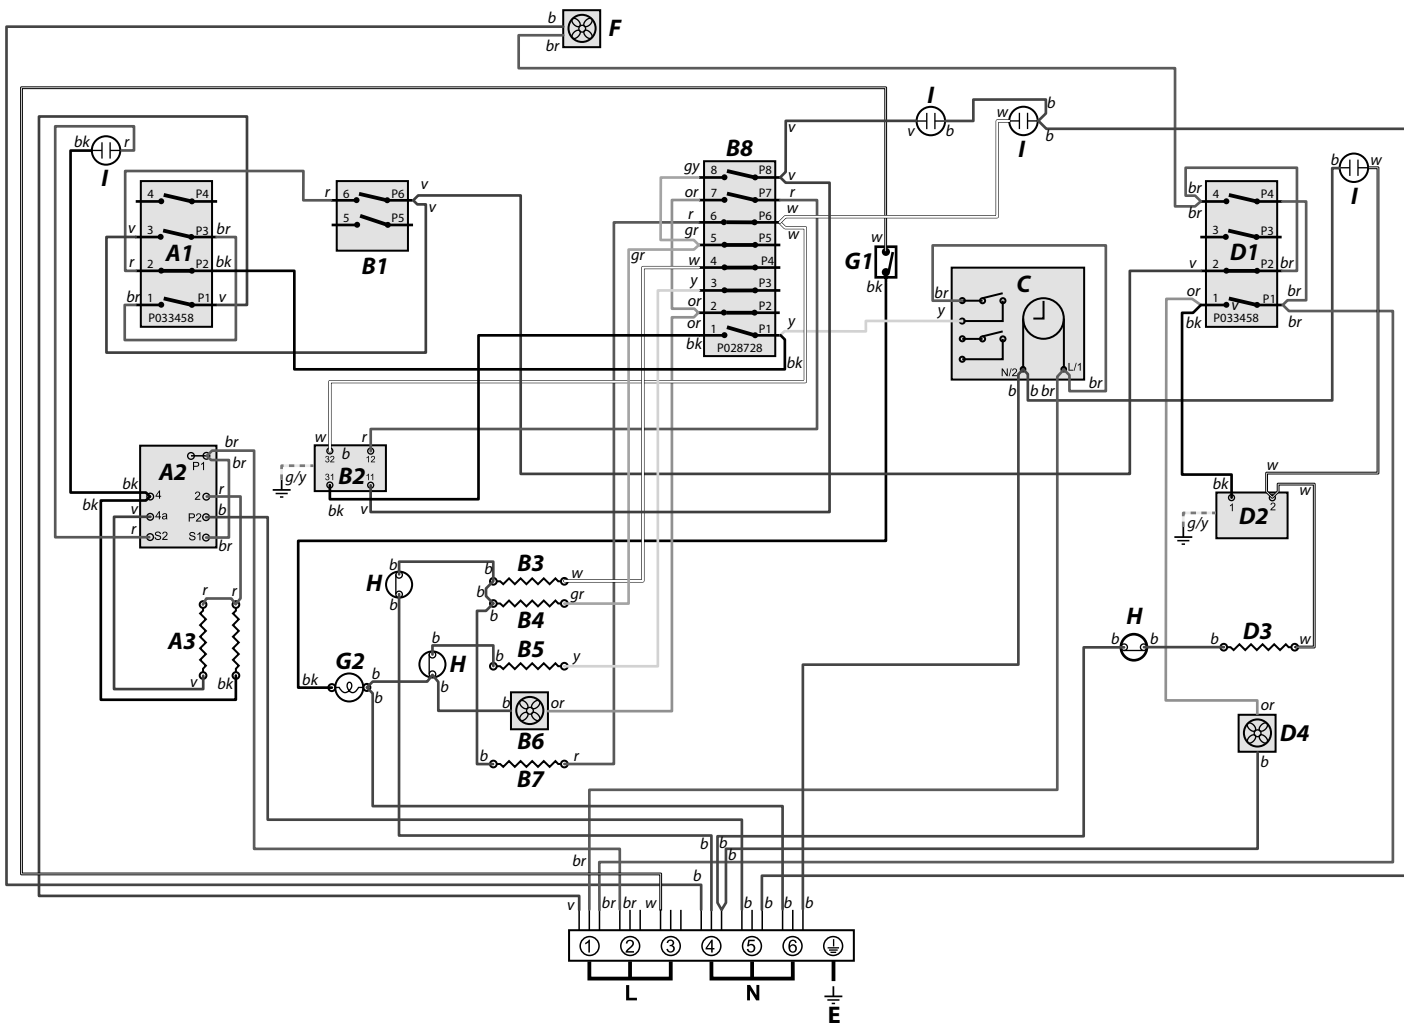 b F
br
I I
w b
v b b
v
B8
b I w
bk r
I
gy 8 P8 v
or 7 P7 r
r 6 P6 w
w
gr 5 P5
gr
w 4 P4
y 3 P3
or 2 P2
or
bk 1 P1 y
bk
P028728
4 P4
v 3 P3 br
A1
r 2 P2 bk
br 1 P1 v
P033458
r 6 P6 v
v
5 P5
B1
w
G1
bk
C
br
y
N/2 L/1
b b br br
br 4 P4
br
3 P3
D1
v 2 P2 br
or 1 v P1 br
bk br
P033458
w b r
32 12
B2
31 11
bk v
g/y
br
P1 br
A2
bk 4 2 r
bk
v 4a P2 b
r S2 S1 br
w
w
bk 1 2
D2
g/y
b b B3 w
H
b b b gr
B4
r r
A3
v bk
b B5
H b y
G2
bk b b
b
b or
B6
b r
B7
H
b b b D3 w
or
D4
b
b b b
br
b
v br br w b b b b
1 2 3 4 5 6
L N
E